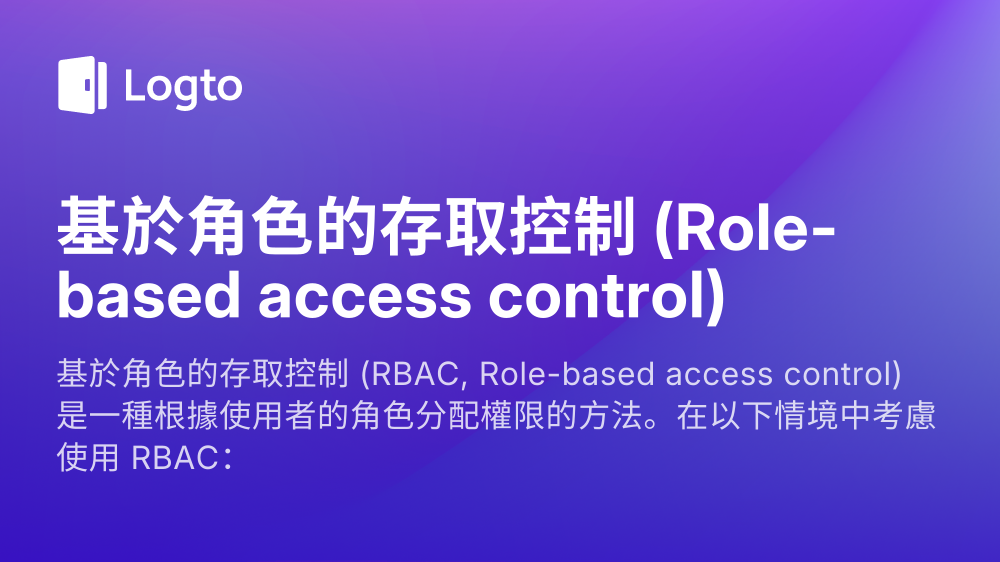 Logto
基於角色的存取控制 (Role-
based access control)
基於角色的存取控制 (RBAC, Role-based access control)
是一種根據使用者的角色分配權限的方法。在以下情境中考慮
使用 RBAC：